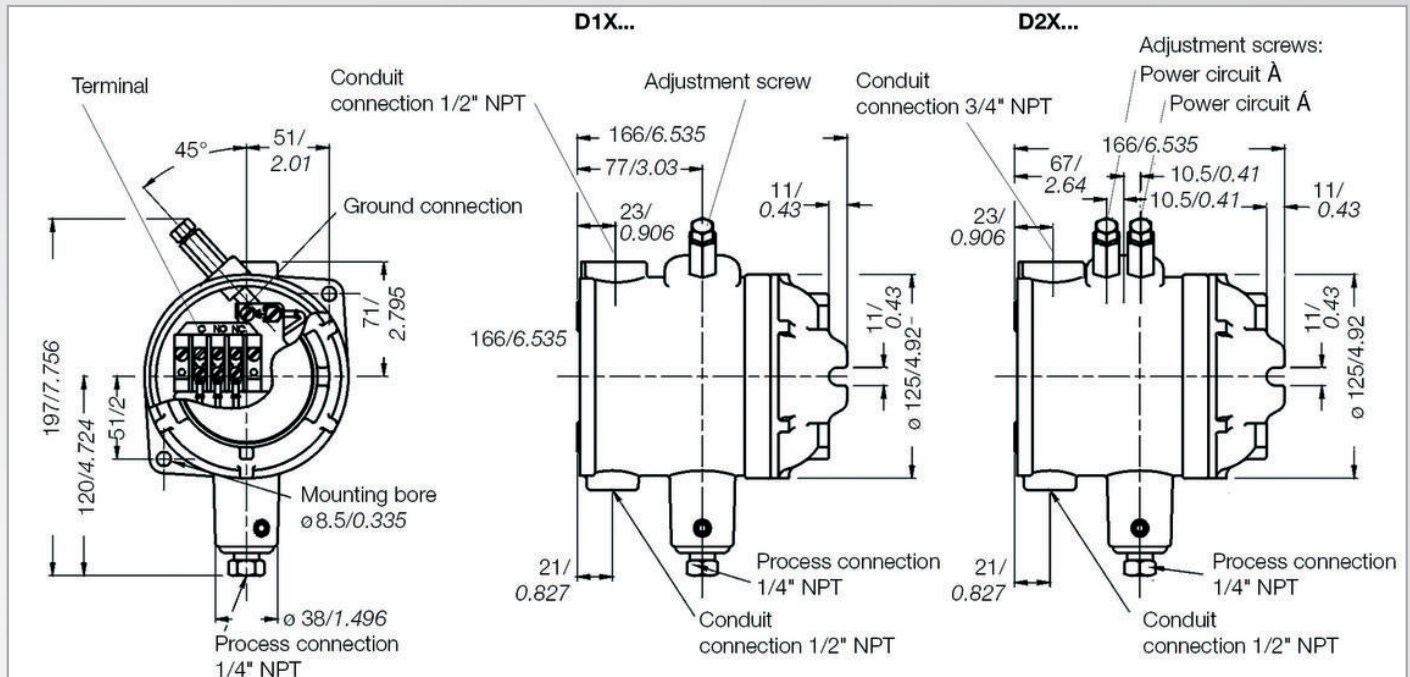 D1X...
D2X...
Terminal
Conduit
connection 1/2" NPT
Adjustment screw
Conduit
connection 3/4" NPT
Adjustment screws:
Power circuit À
Power circuit Á
45°
51/
2.01
Ground connection
71/
2.795
C NO NC
197/7.756
120/4.724
51/2
Mounting bore
ø 8.5/0.335
ø 38/1.496
Process connection
1/4" NPT
166/6.535
77/3.03
23/
0.906
11/
0.43
166/6.535
11/
0.43
ø 125/4.92
21/
0.827
Process connection
1/4" NPT
Conduit
connection 1/2" NPT
166/6.535
67/
2.64
10.5/0.41
10.5/0.41
11/
0.43
23/
0.906
11/
0.43
ø 125/4.92
21/
0.827
Process connection
1/4" NPT
Conduit
connection 1/2" NPT